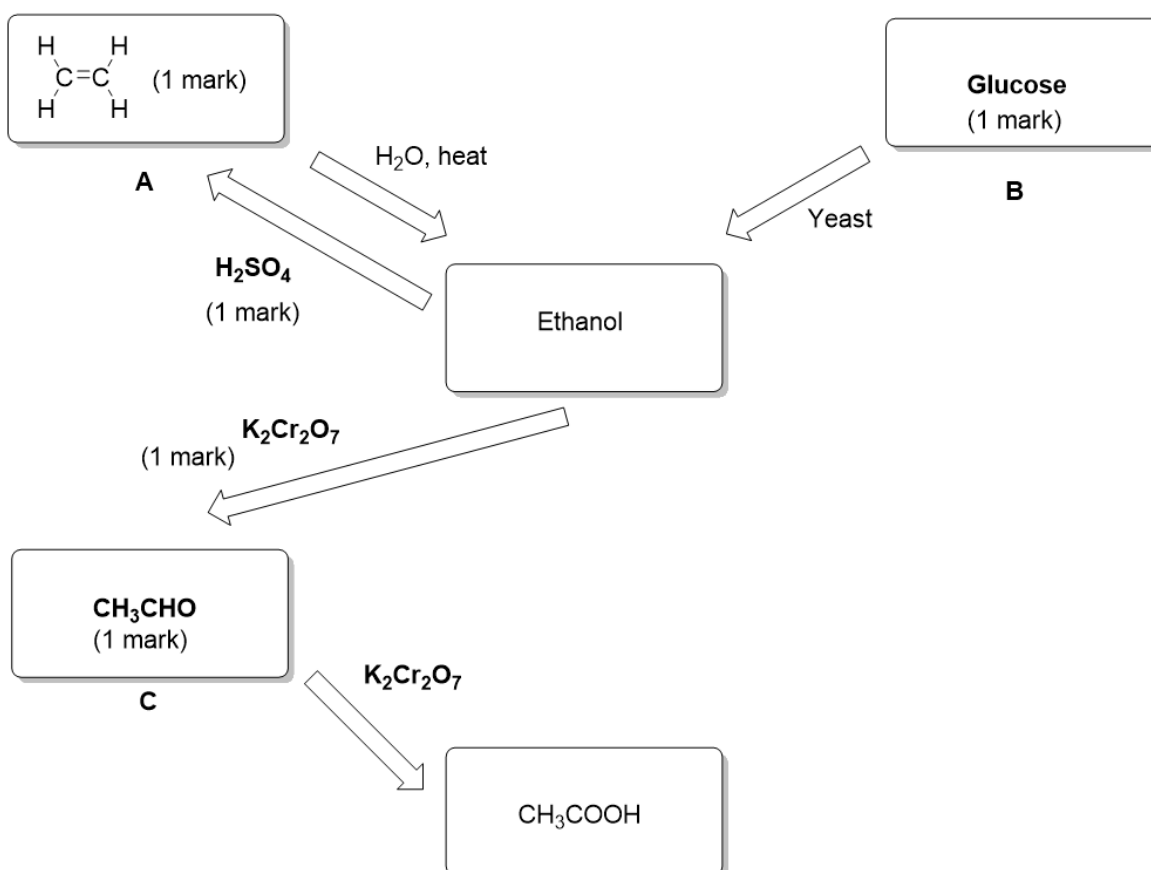 H H
C=C (1 mark)
H H
A
Glucose
(1 mark)
B
H₂O, heat
Yeast
H₂SO₄
(1 mark)
Ethanol
K₂Cr₂O₇
(1 mark)
CH₃CHO
(1 mark)
C
K₂Cr₂O₇
CH₃COOH